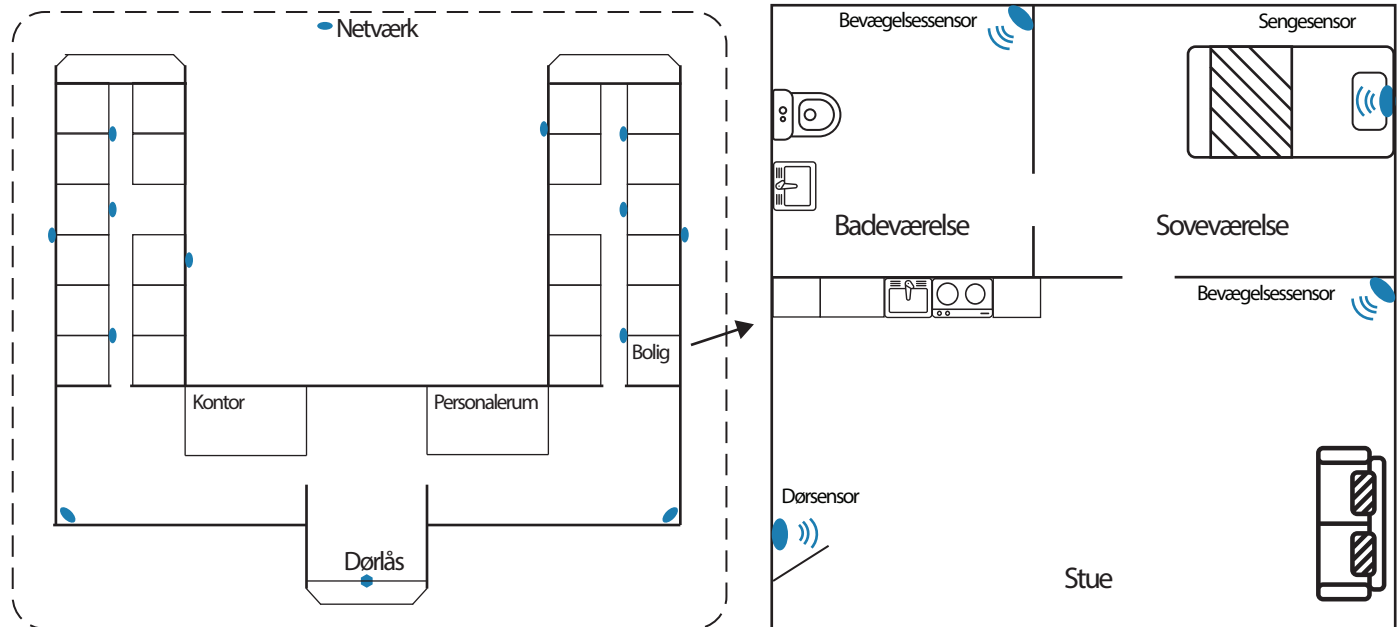 Netværk
Bolig
Kontor
Personalerum
Dørlås
Bevægelsessensor
Sengesensor
Badeværelse
Soveværelse
Bevægelsessensor
Dørsensor
Stue